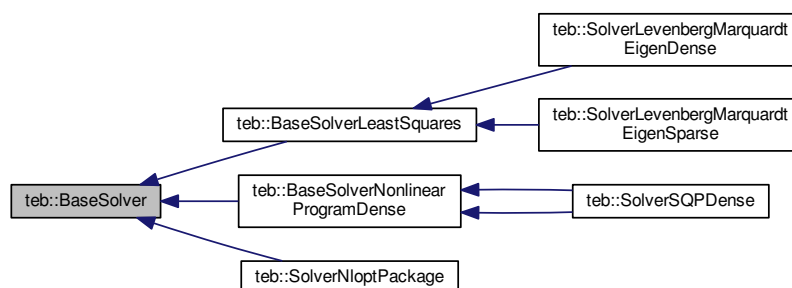 teb::SolverLevenbergMarquardt
EigenDense
teb::BaseSolverLeastSquares
teb::SolverLevenbergMarquardt
EigenSparse
teb::BaseSolver
teb::BaseSolverNonlinear
ProgramDense
teb::SolverSQPDense
teb::SolverNloptPackage